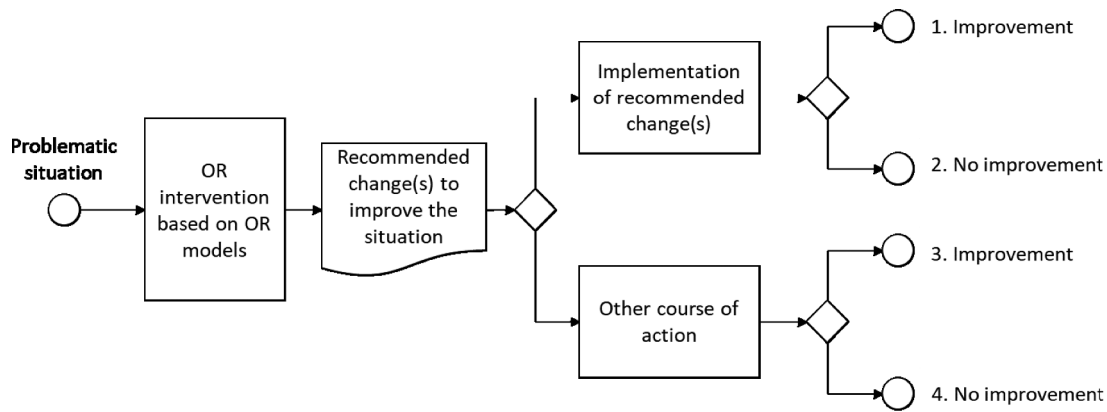 Problematic
situation
OR
intervention
based on OR
models
Recommended
change(s) to
improve the
situation
Implementation
of recommended
change(s)
1. Improvement
2. No improvement
Other course of
action
3. Improvement
4. No improvement